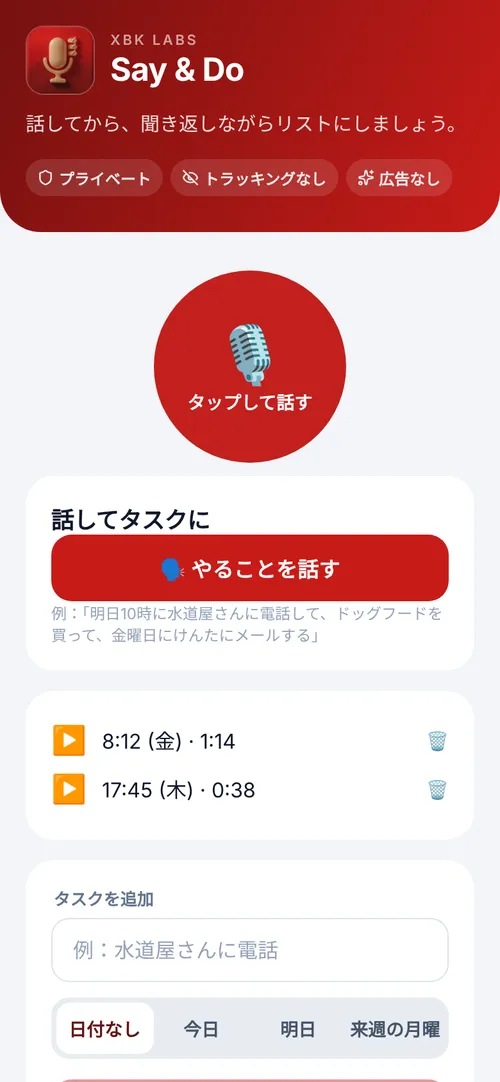 XBK LABS
Say & Do
話してから、聞き返しながらリストにしましょう。
プライベート
トラッキングなし
広告なし
タップして話す
話してタスクに
やることを話す
例：「明日10時に水道屋さんに電話して、ドッグフードを
買って、金曜日にけんたにメールする」
8:12 (金) · 1:14
17:45 (木) · 0:38
タスクを追加
例：水道屋さんに電話
日付なし
今日
明日
来週の月曜